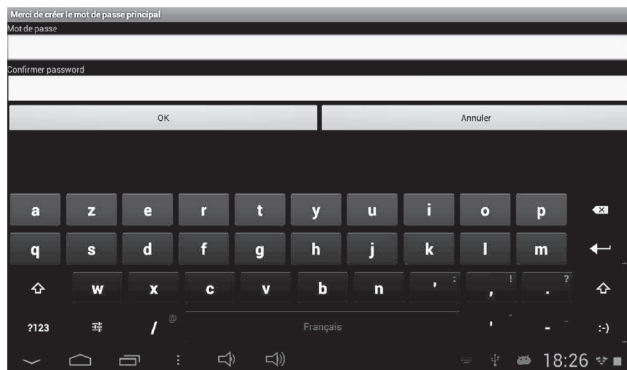 Merci de créer le mot de passe principal
Mot de passe
Confirmer password
OK Annuler
a z e r t y u i o p
q s d f g h j k l m
w x c v b n ' : , ! . ?
?123 / @ Français ' - :-)
18:26